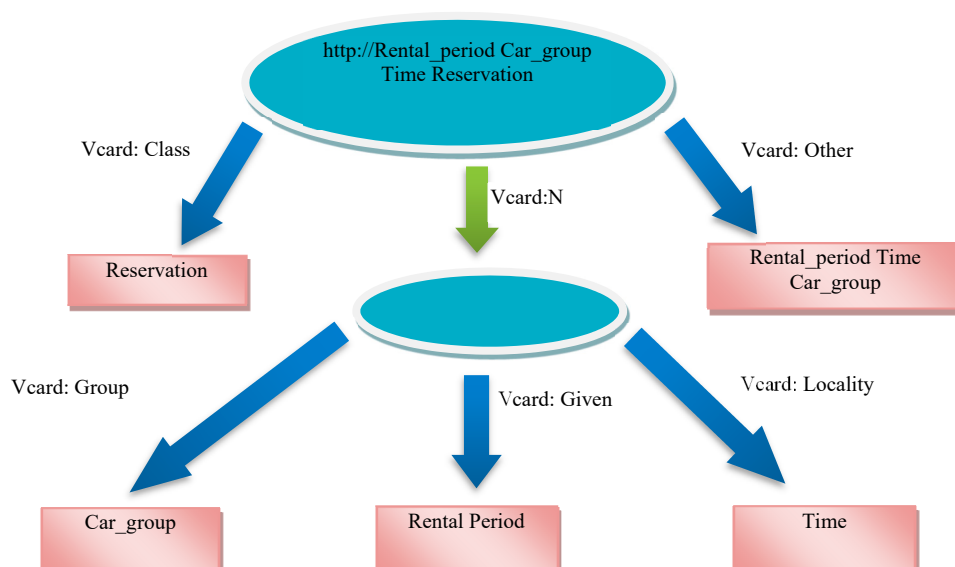 http://Rental_period Car_group
Time Reservation
Vcard: Class
Vcard:N
Vcard: Other
Reservation
Rental_period Time
Car_group
Vcard: Group
Vcard: Given
Vcard: Locality
Car_group
Rental Period
Time